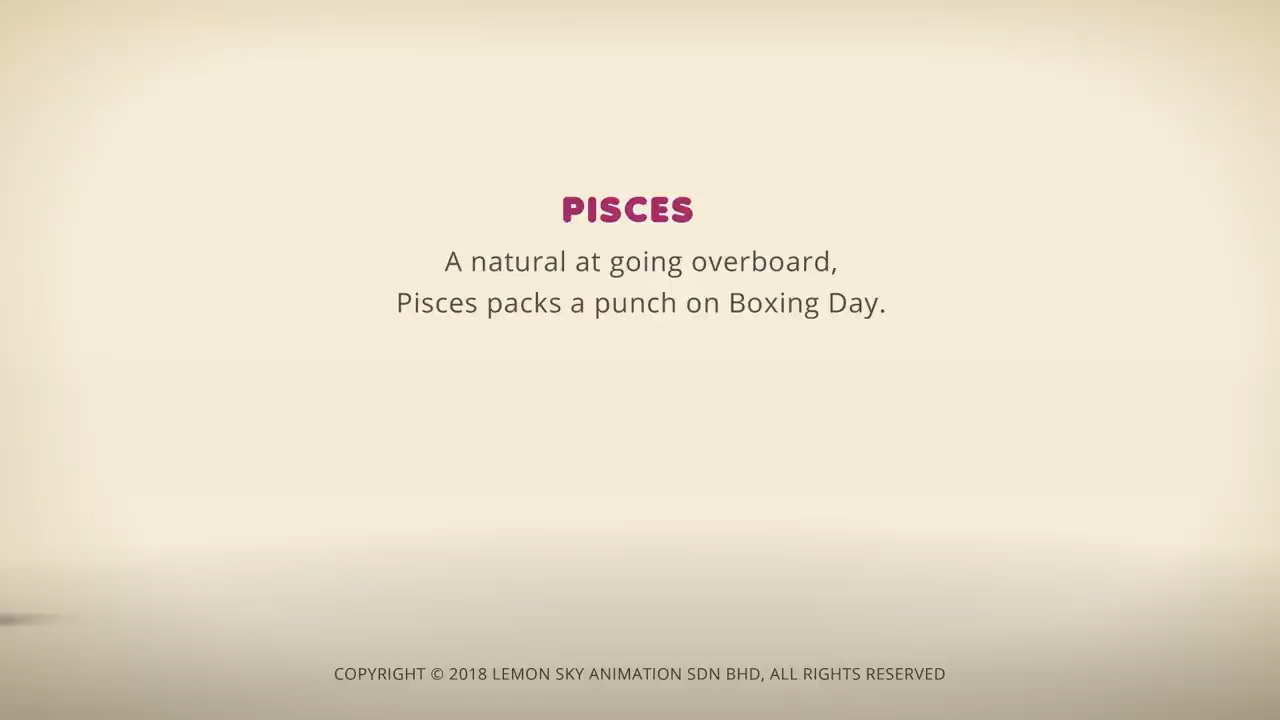 PISCES
A natural at going overboard,
Pisces packs a punch on Boxing Day.
COPYRIGHT © 2018 LEMON SKY ANIMATION SDN BHD, ALL RIGHTS RESERVED